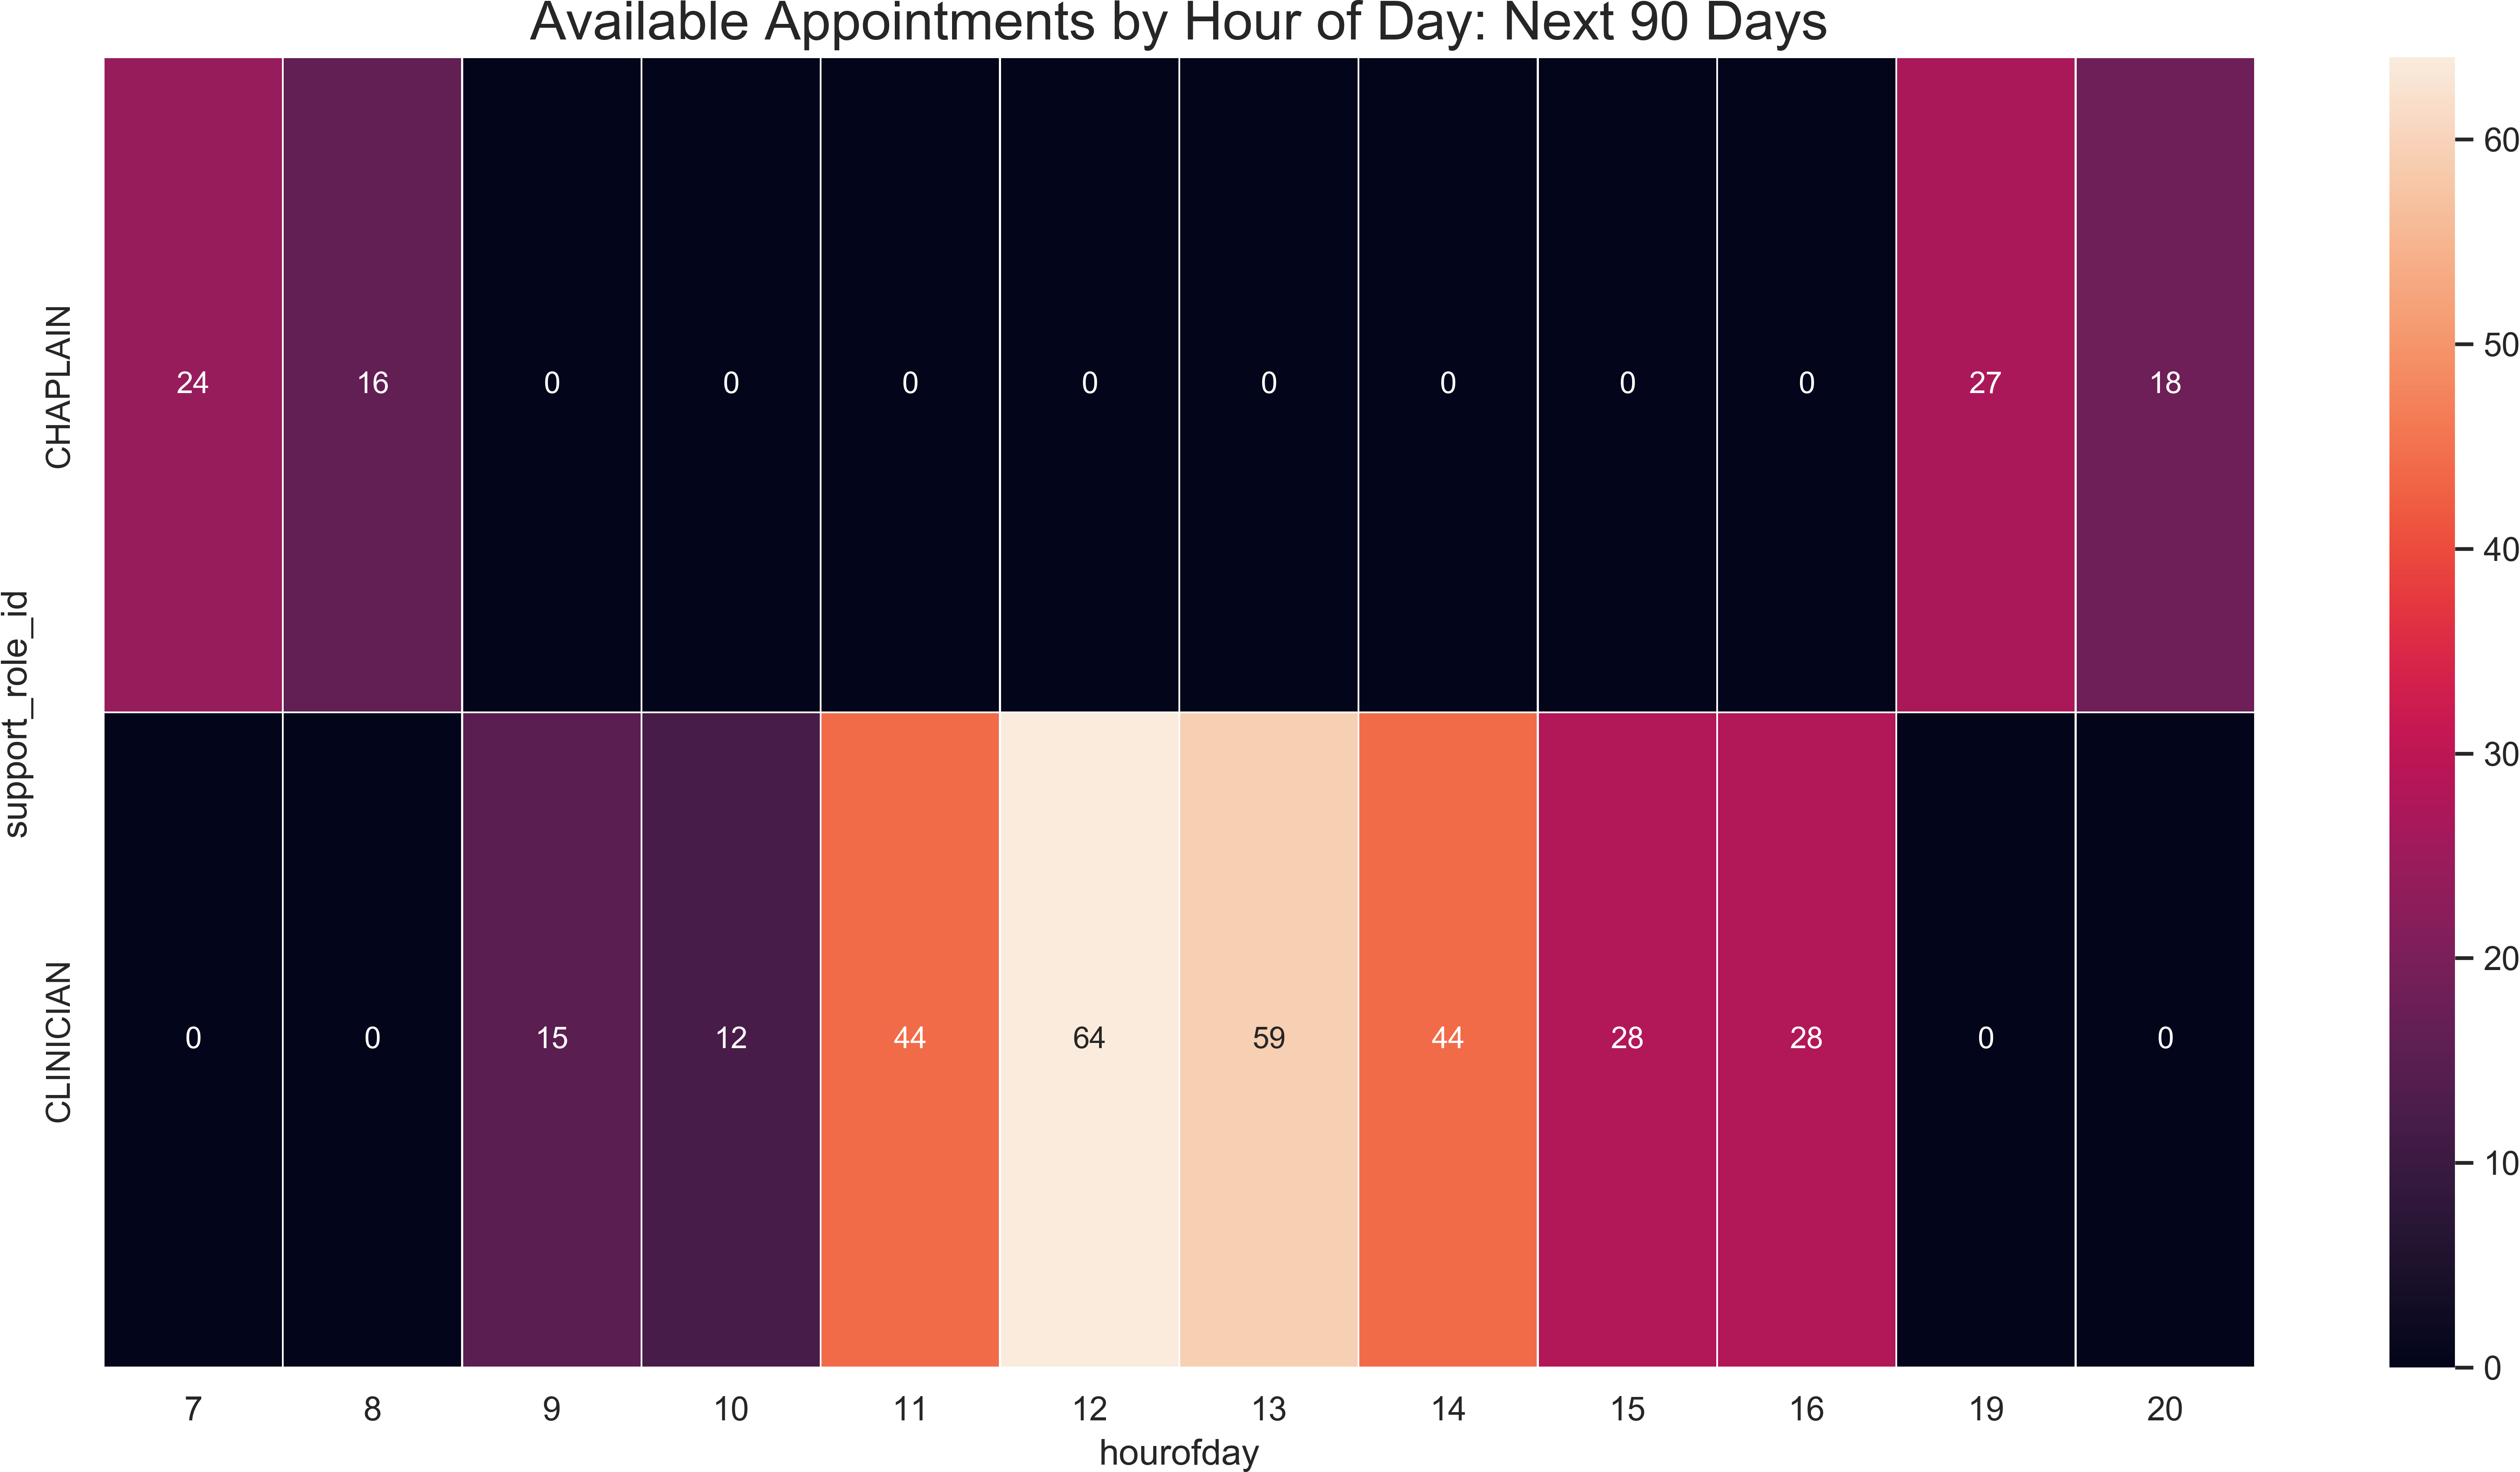 Available Appointments by Hour of Day: Next 90 Days
support_role_id
CHAPLAIN
24 16 0 0 0 0 0 0 0 0 27 18
CLINICIAN
0 0 15 12 44 64 59 44 28 28 0 0
7 8 9 10 11 12 13 14 15 16 19 20
hourofday
60
50
40
30
20
10
0